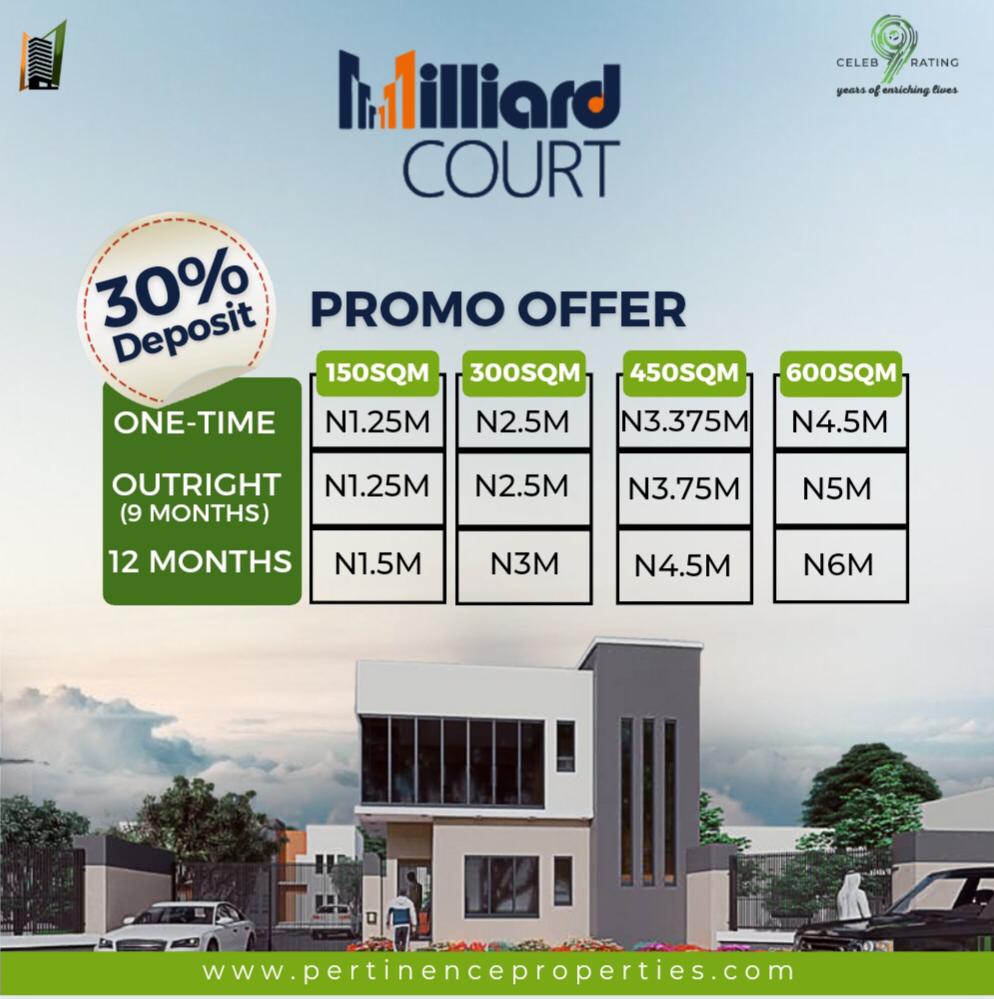 CELEB9RATING
years of enriching lives
Milliard
COURT
30%
Deposit
PROMO OFFER
150SQM 300SQM 450SQM 600SQM
ONE-TIME N1.25M N2.5M N3.375M N4.5M
OUTRIGHT N1.25M N2.5M N3.75M N5M
(9 MONTHS)
12 MONTHS N1.5M N3M N4.5M N6M
www.pertinenceproperties.com